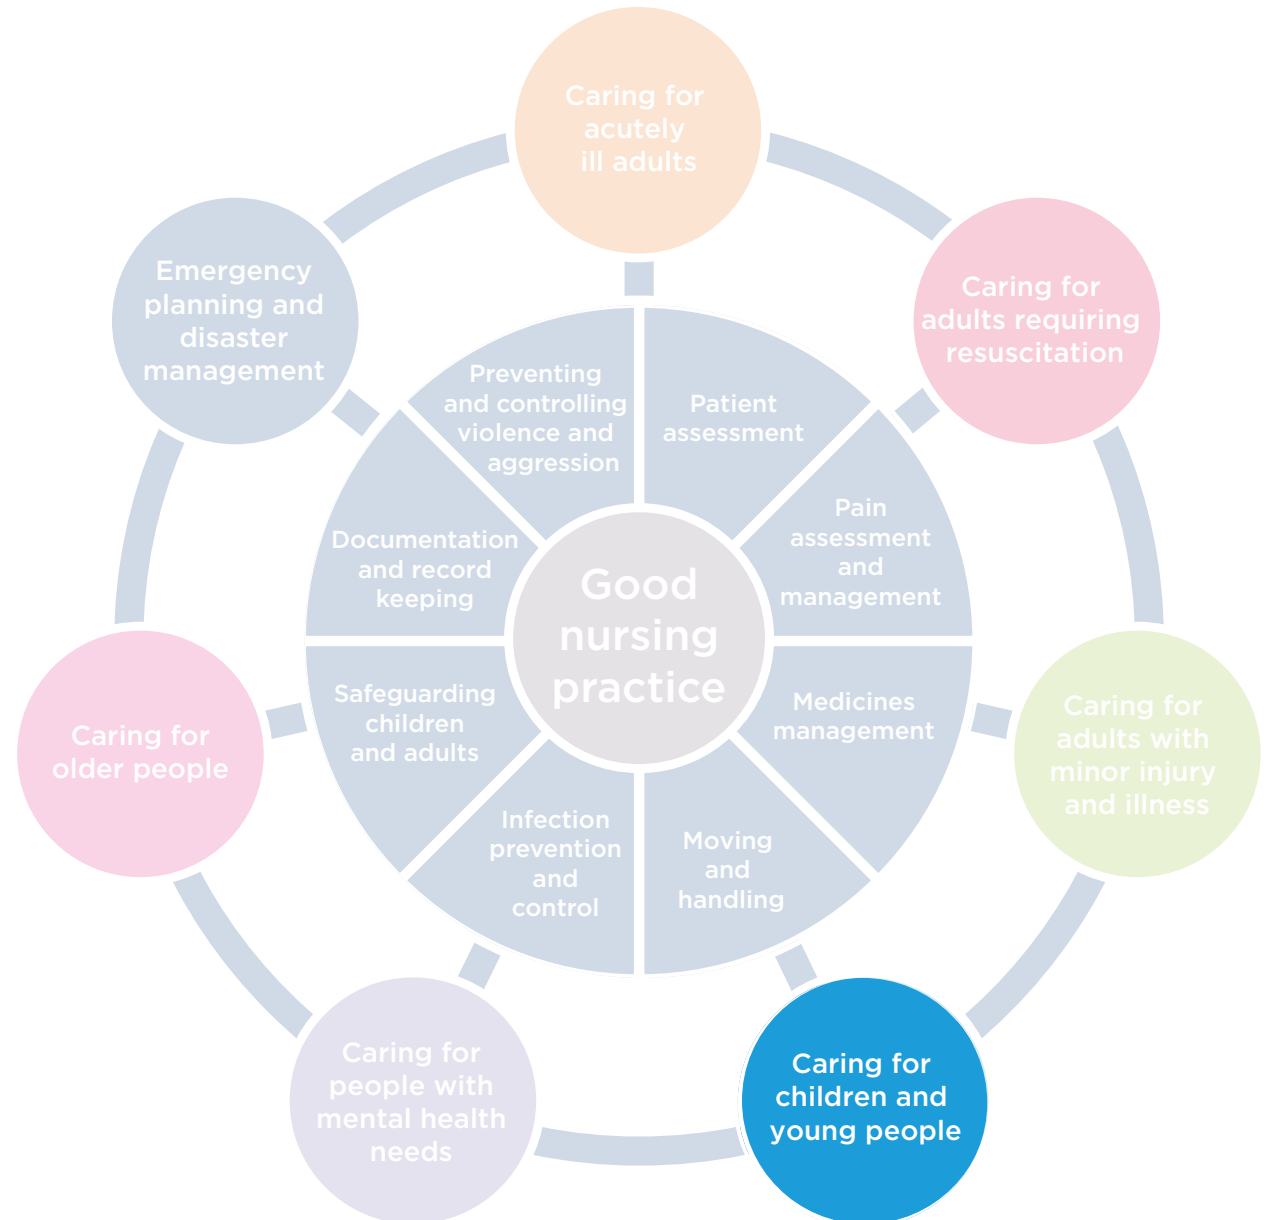 Caring for
acutely
ill adults
Caring for
adults requiring
resuscitation
Caring for
adults with
minor injury
and illness
Caring for
children and
young people
Caring for
people with
mental health
needs
Caring for
older people
Emergency
planning and
disaster
management
Patient
assessment
Pain
assessment
and
management
Medicines
management
Moving
and
handling
Infection
prevention
and
control
Safeguarding
children
and adults
Documentation
and record
keeping
Preventing
and controlling
violence and
aggression
Good
nursing
practice